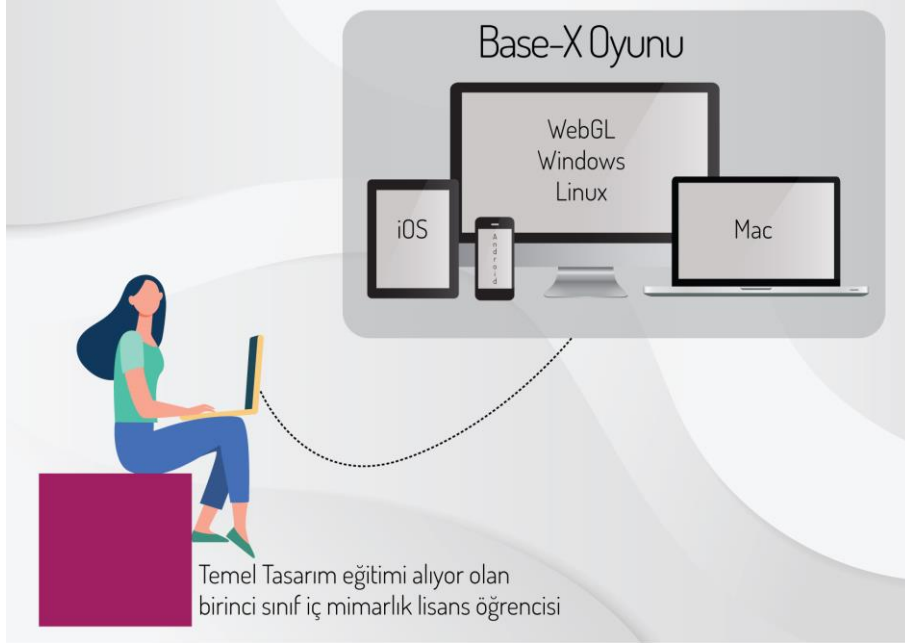 Base-X Oyunu
WebGL
Windows
Linux
iOS
Android
Mac
Temel Tasarım eğitimi alıyor olan
birinci sınıf iç mimarlık lisans öğrencisi